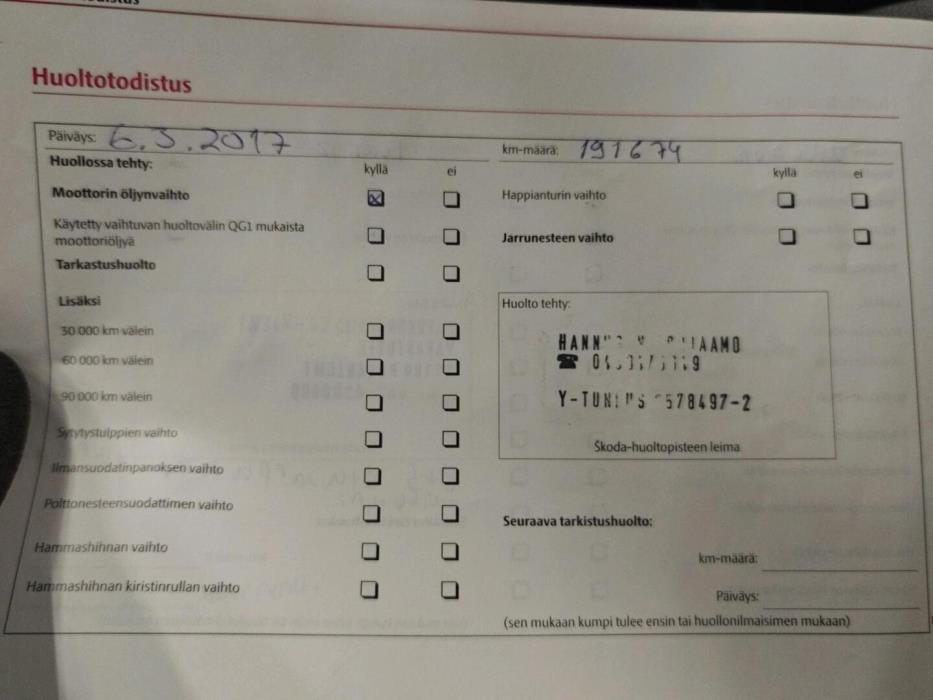 Huoltotodistus
Päiväys: 6.3.2017
km-määrä: 191674
Huollossa tehty:
kyllä ei
Moottorin öljynvaihto
Käytetty vaihtuvan huoltovälin QG1 mukaista
moottoriöljyä
Tarkastushuolto
Lisäksi
30 000 km välein
60 000 km välein
90 000 km välein
Sytytystulppien vaihto
Ilmansuodatinpanoksen vaihto
Polttonesteensuodattimen vaihto
Hammashihnan vaihto
Hammashihnan kiristinrullan vaihto
kyllä ei
Happianturin vaihto
Jarrunesteen vaihto
Huolto tehty:
Y-TUNNUS
Škoda-huoltopisteen leima
Seuraava tarkistushuolto:
km-määrä:
Päiväys:
(sen mukaan kumpi tulee ensin tai huollonilmaisimen mukaan)